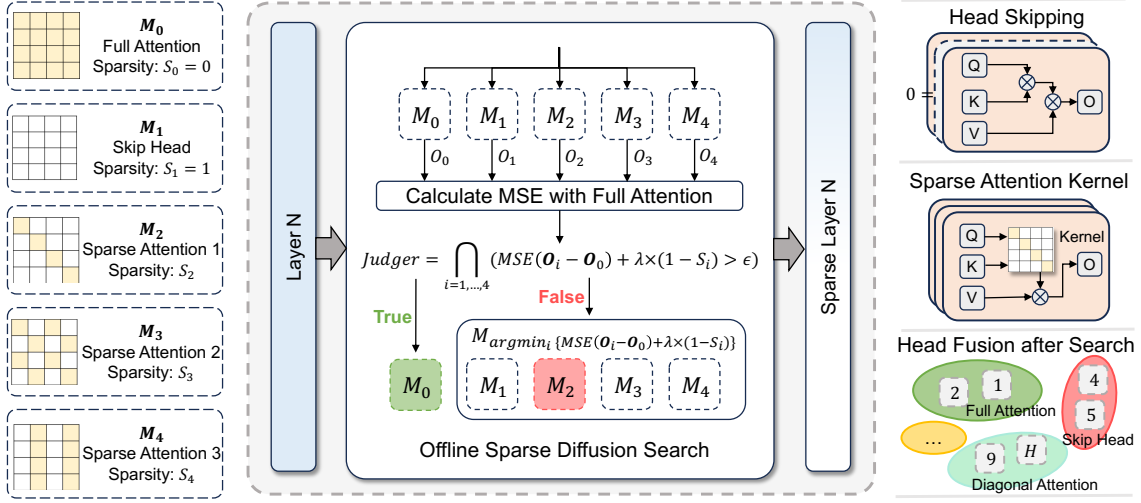 M₀
Full Attention
Sparsity: S₀ = 0
M₁
Skip Head
Sparsity: S₁ = 1
M₂
Sparse Attention 1
Sparsity: S₂
M₃
Sparse Attention 2
Sparsity: S₃
M₄
Sparse Attention 3
Sparsity: S₄
Layer N
M₀ M₁ M₂ M₃ M₄
O₀ O₁ O₂ O₃ O₄
Calculate MSE with Full Attention
Judger = ⋂ i=1,…,4 (MSE(Oᵢ − O₀) + λ×(1 − Sᵢ) > ϵ)
True
False
M argminᵢ {MSE(Oᵢ−O₀)+λ×(1−Sᵢ)}
M₀ M₁ M₂ M₃ M₄
Offline Sparse Diffusion Search
Sparse Layer N
Head Skipping
0 =
Q
K
V
O
Sparse Attention Kernel
Q
Kernel
K
O
V
Head Fusion after Search
2 1
Full Attention
4
5
Skip Head
...
9 H
Diagonal Attention